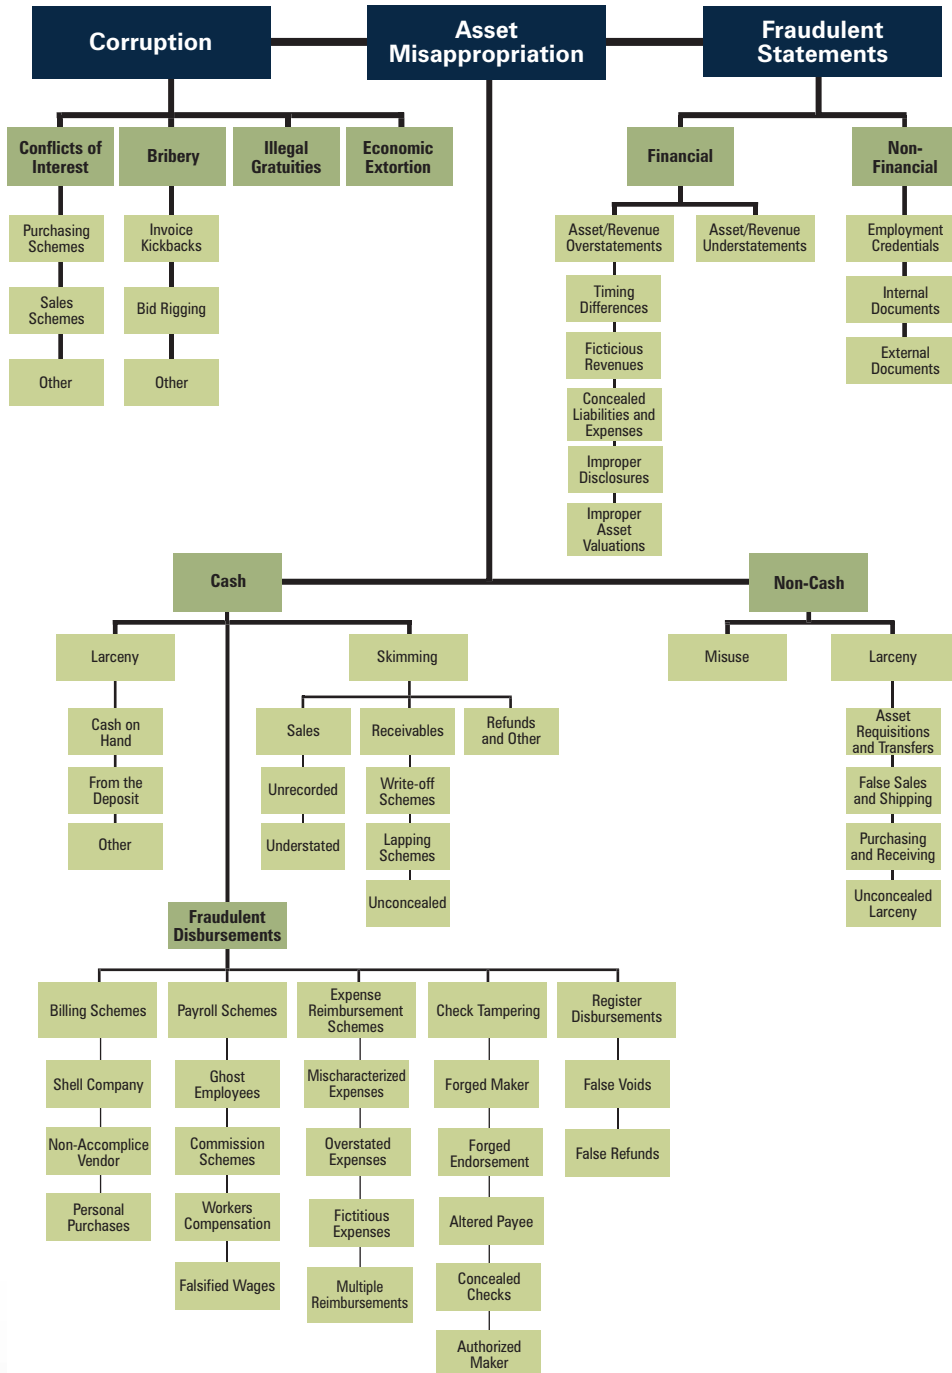 Corruption
Asset
Misappropriation
Fraudulent
Statements
Conflicts of
Interest
Bribery
Illegal
Gratuities
Economic
Extortion
Financial
Non-
Financial
Purchasing
Schemes
Sales
Schemes
Other
Invoice
Kickbacks
Bid Rigging
Other
Asset/Revenue
Overstatements
Asset/Revenue
Understatements
Timing
Differences
Ficticious
Revenues
Concealed
Liabilities and
Expenses
Improper
Disclosures
Improper
Asset
Valuations
Employment
Credentials
Internal
Documents
External
Documents
Cash
Non-Cash
Larceny
Cash on
Hand
From the
Deposit
Other
Skimming
Sales
Unrecorded
Understated
Receivables
Write-off
Schemes
Lapping
Schemes
Unconcealed
Refunds
and Other
Misuse
Larceny
Asset
Requisitions
and Transfers
False Sales
and Shipping
Purchasing
and Receiving
Unconcealed
Larceny
Fraudulent
Disbursements
Billing Schemes
Shell Company
Non-Accomplice
Vendor
Personal
Purchases
Payroll Schemes
Ghost
Employees
Commission
Schemes
Workers
Compensation
Falsified Wages
Expense
Reimbursement
Schemes
Mischaracterized
Expenses
Overstated
Expenses
Fictitious
Expenses
Multiple
Reimbursements
Check Tampering
Forged Maker
Forged
Endorsement
Altered Payee
Concealed
Checks
Authorized
Maker
Register
Disbursements
False Voids
False Refunds